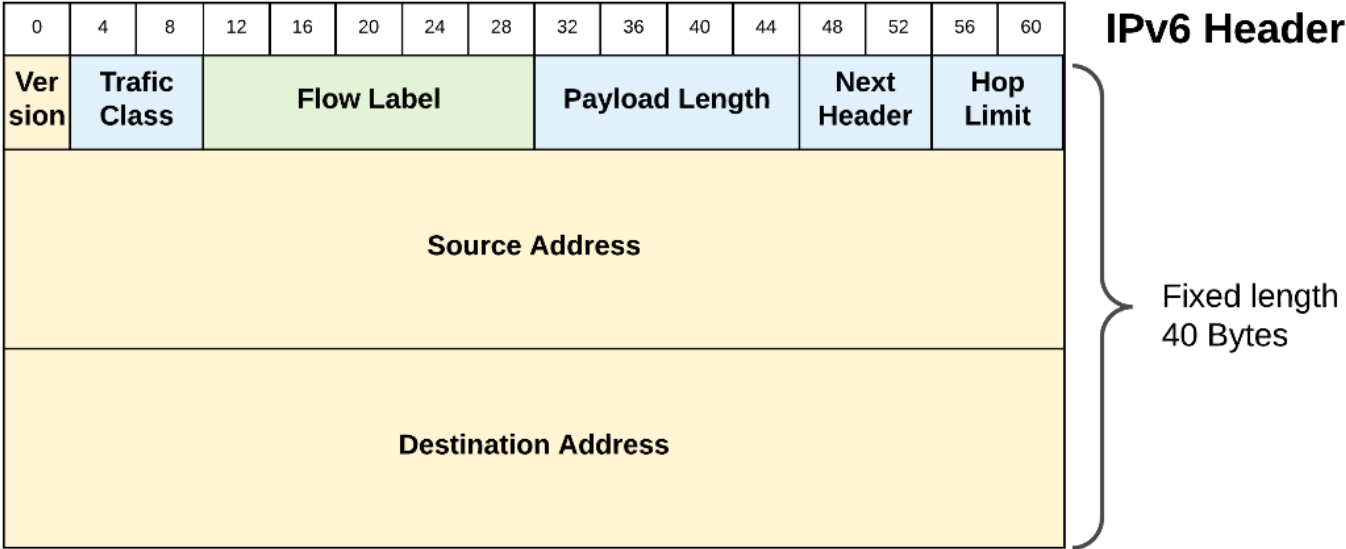 0 4 8 12 16 20 24 28 32 36 40 44 48 52 56 60
IPv6 Header
Ver
sion
Trafic
Class
Flow Label
Payload Length
Next
Header
Hop
Limit
Source Address
Destination Address
Fixed length
40 Bytes